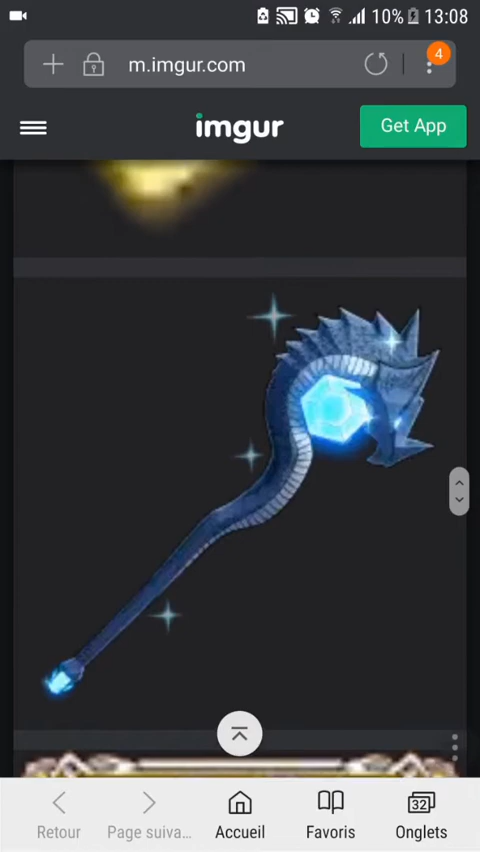 10% 13:08
m.imgur.com
4
imgur
Get App
32
Retour Page suiva... Accueil Favoris Onglets